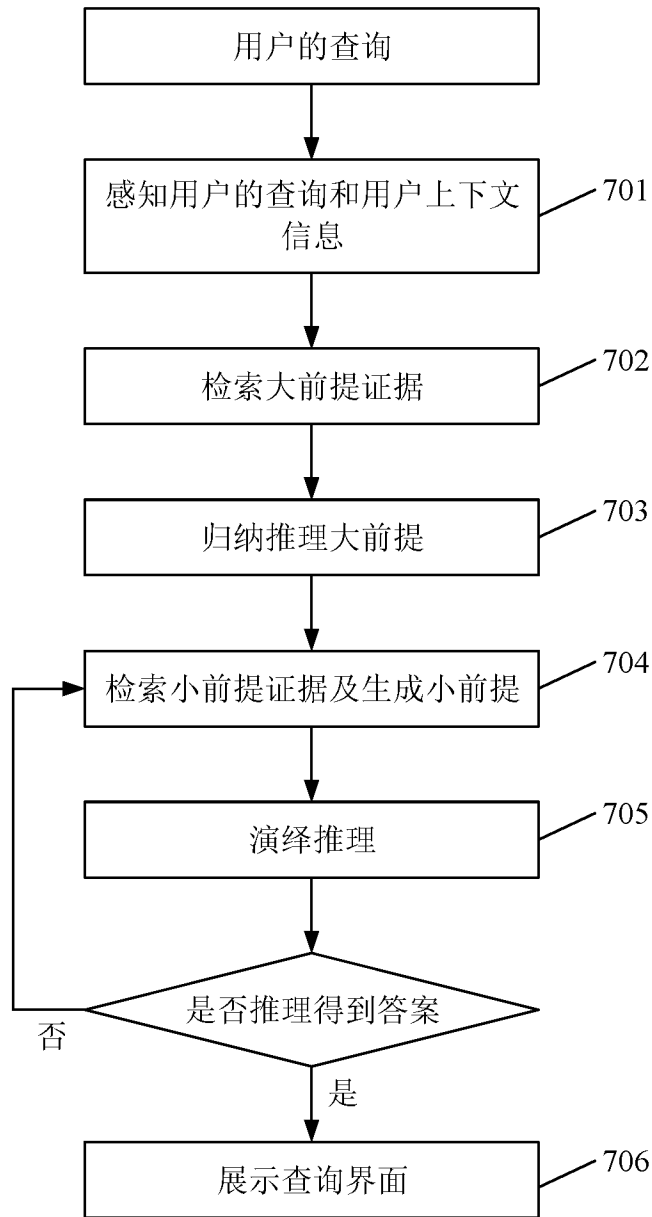 用户的查询
感知用户的查询和用户上下文
信息
701
检索大前提证据
702
归纳推理大前提
703
检索小前提证据及生成小前提
704
演绎推理
705
是否推理得到答案
否
是
展示查询界面
706